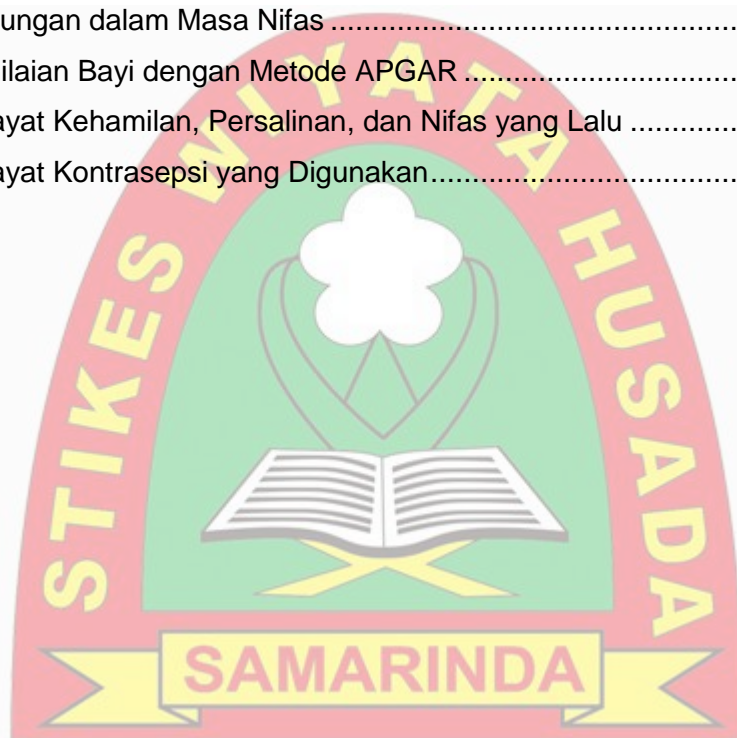 ungan dalam Masa Nifas ................................................
ilaian Bayi dengan Metode APGAR ................................
ayat Kehamilan, Persalinan, dan Nifas yang Lalu .............
ayat Kontrasepsi yang Digunakan.....................................
STIKES WIYATA HUSADA
SAMARINDA